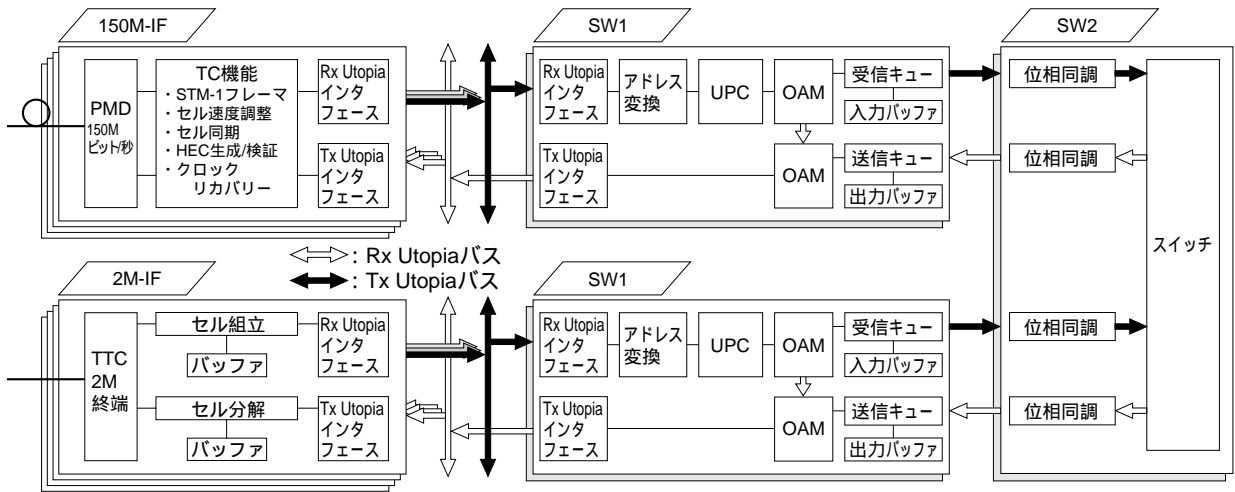 150M-IF
PMD
150M
ビット/秒
TC機能
・STM-1フレーマ
・セル速度調整
・セル同期
・HEC生成/検証
・クロック
リカバリー
Rx Utopia
インタ
フェース
Tx Utopia
インタ
フェース
SW1
Rx Utopia
インタ
フェース
アドレス
変換
UPC
OAM
受信キュー
入力バッファ
Tx Utopia
インタ
フェース
OAM
送信キュー
出力バッファ
SW2
位相同調
位相同調
スイッチ
位相同調
位相同調
: Rx Utopiaバス
: Tx Utopiaバス
2M-IF
TTC
2M
終端
セル組立
バッファ
セル分解
バッファ
Rx Utopia
インタ
フェース
Tx Utopia
インタ
フェース
SW1
Rx Utopia
インタ
フェース
アドレス
変換
UPC
OAM
受信キュー
入力バッファ
Tx Utopia
インタ
フェース
OAM
送信キュー
出力バッファ